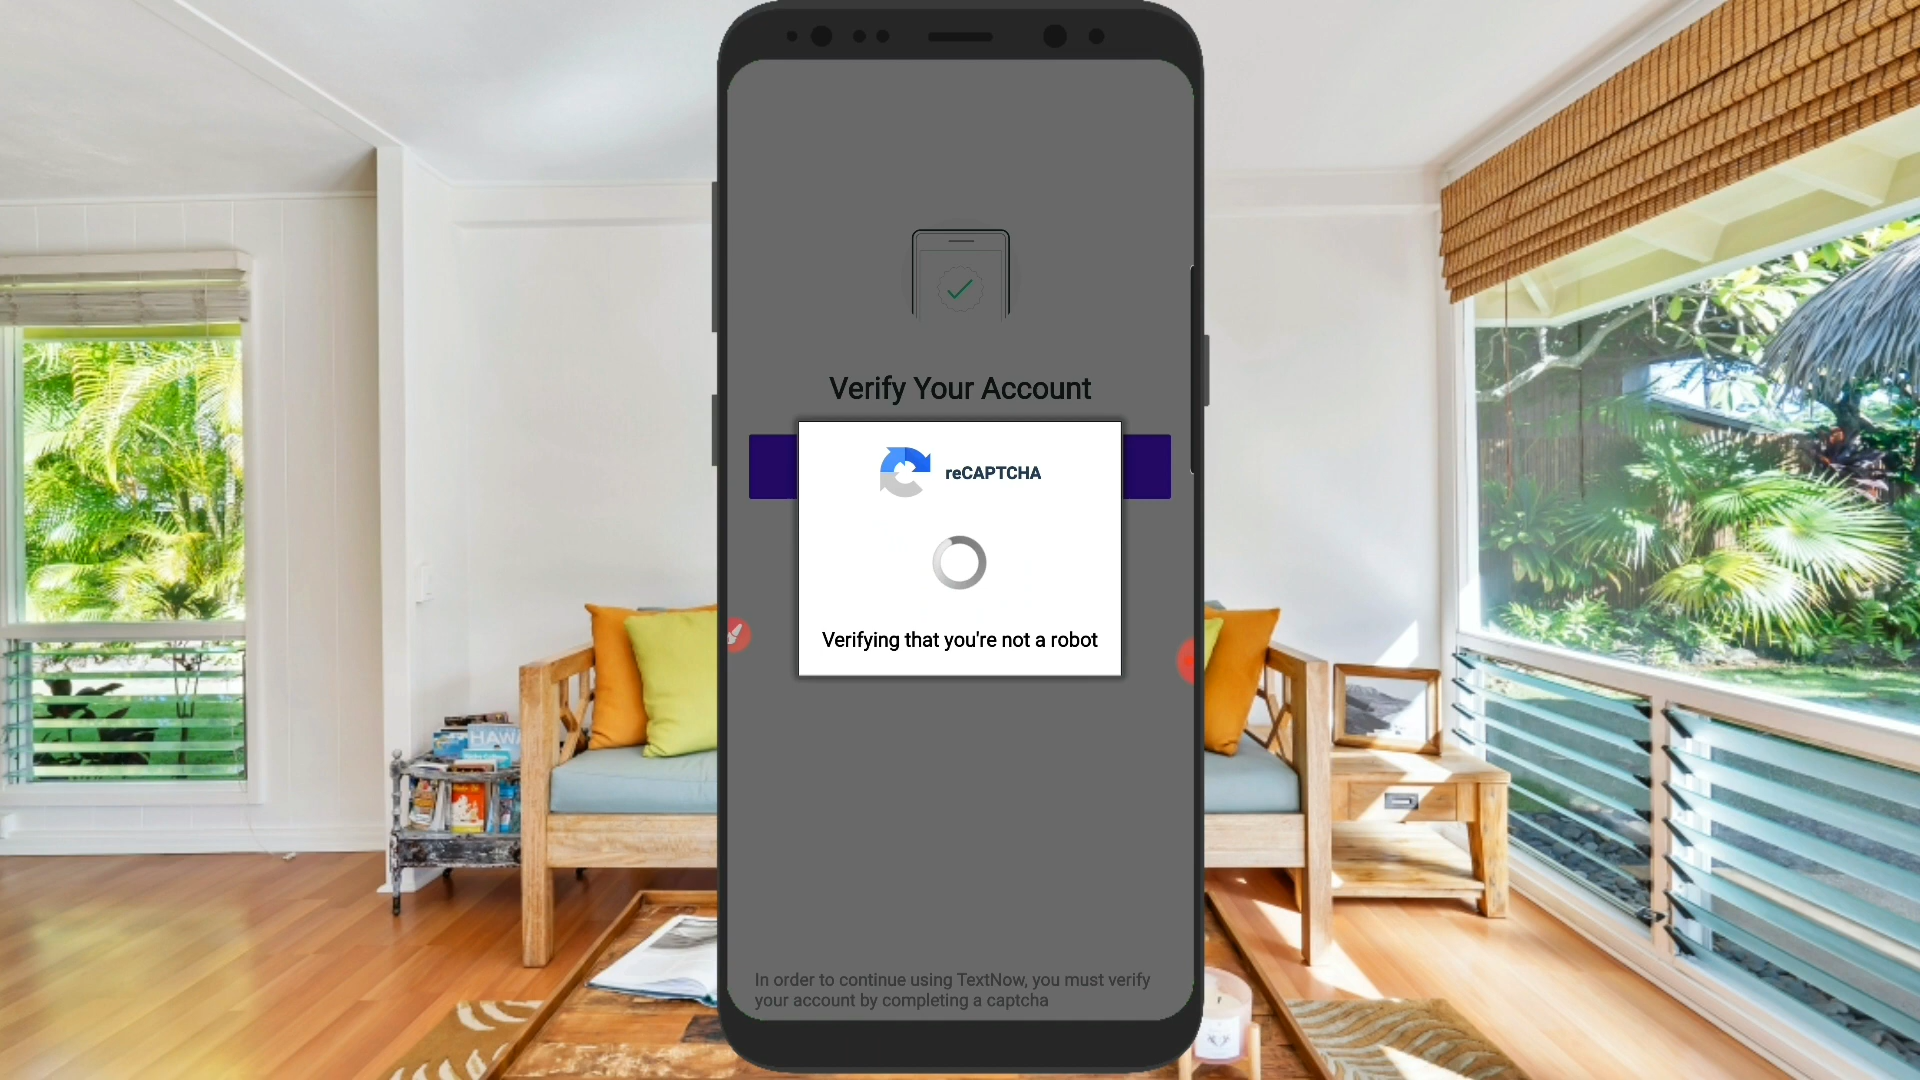 Verify Your Account
reCAPTCHA
Verifying that you're not a robot
HAWA
In order to continue using TextNow, you must verify
your account by completing a captcha